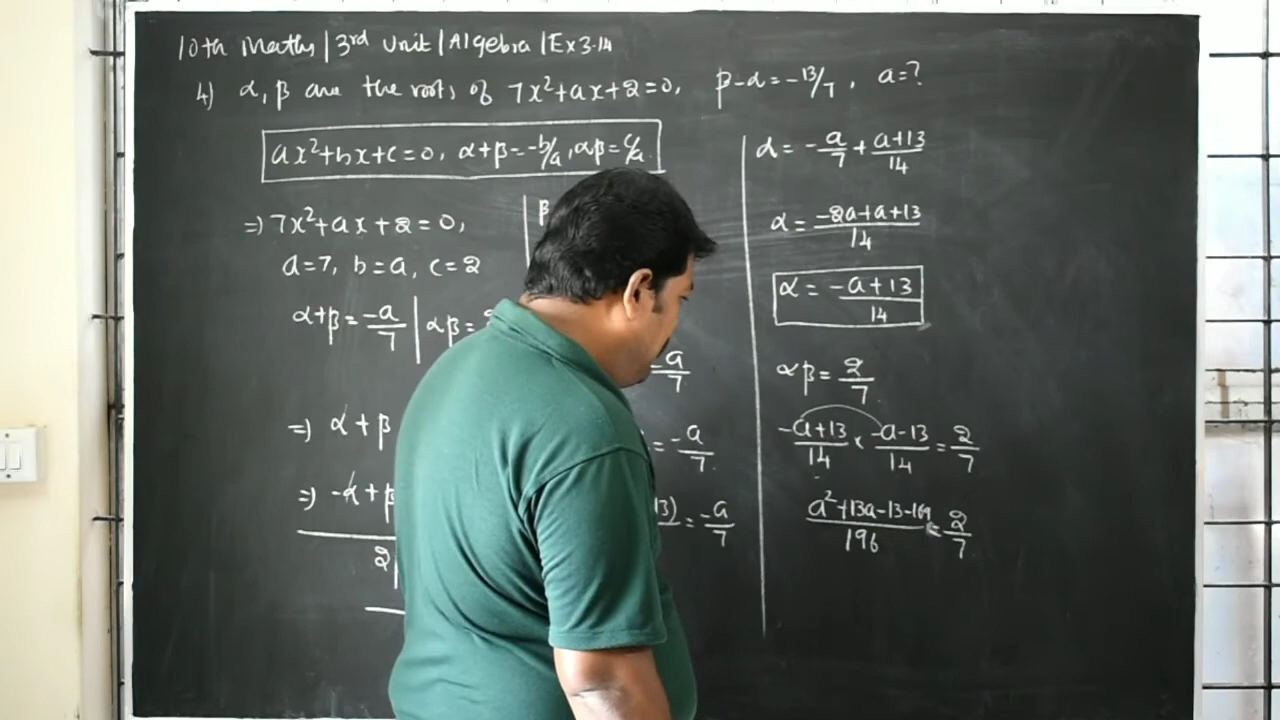 10th Maths | 3rd Unit | Algebra | Ex 3.14
4) α, β are the roots of 7x²+ax+2=0, β-α=-13/7, a=?
ax²+bx+c=0, α+β=-b/a, αβ=c/a
⇒ 7x²+ax+2=0,
a=7, b=a, c=2
α+β=-a/7 | αβ=
⇒ α+β
⇒ -α+β
2
β
-a/7
=-a/7
13)=-a/7
α=-a/7+a+13/14
α=-2a+a+13/14
α=-a+13/14
αβ=2/7
-a+13/14×-a-13/14=2/7
a²+13a-13-169/196=2/7